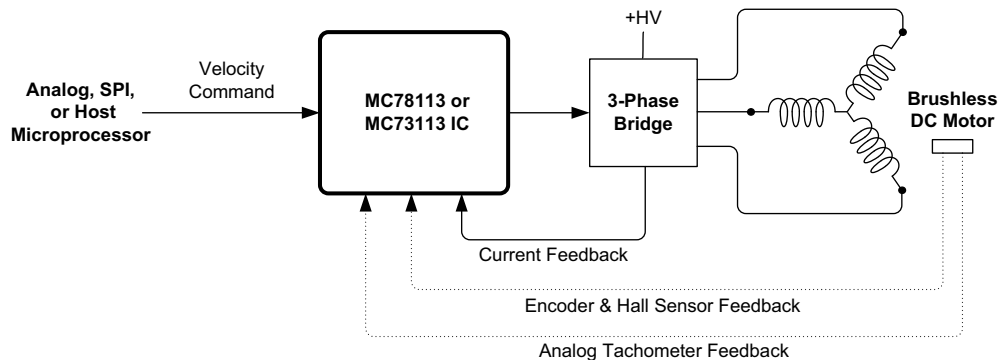 +HV
Analog, SPI,
or Host
Microprocessor
Velocity
Command
MC78113 or
MC73113 IC
3-Phase
Bridge
Brushless
DC Motor
Current Feedback
Encoder & Hall Sensor Feedback
Analog Tachometer Feedback